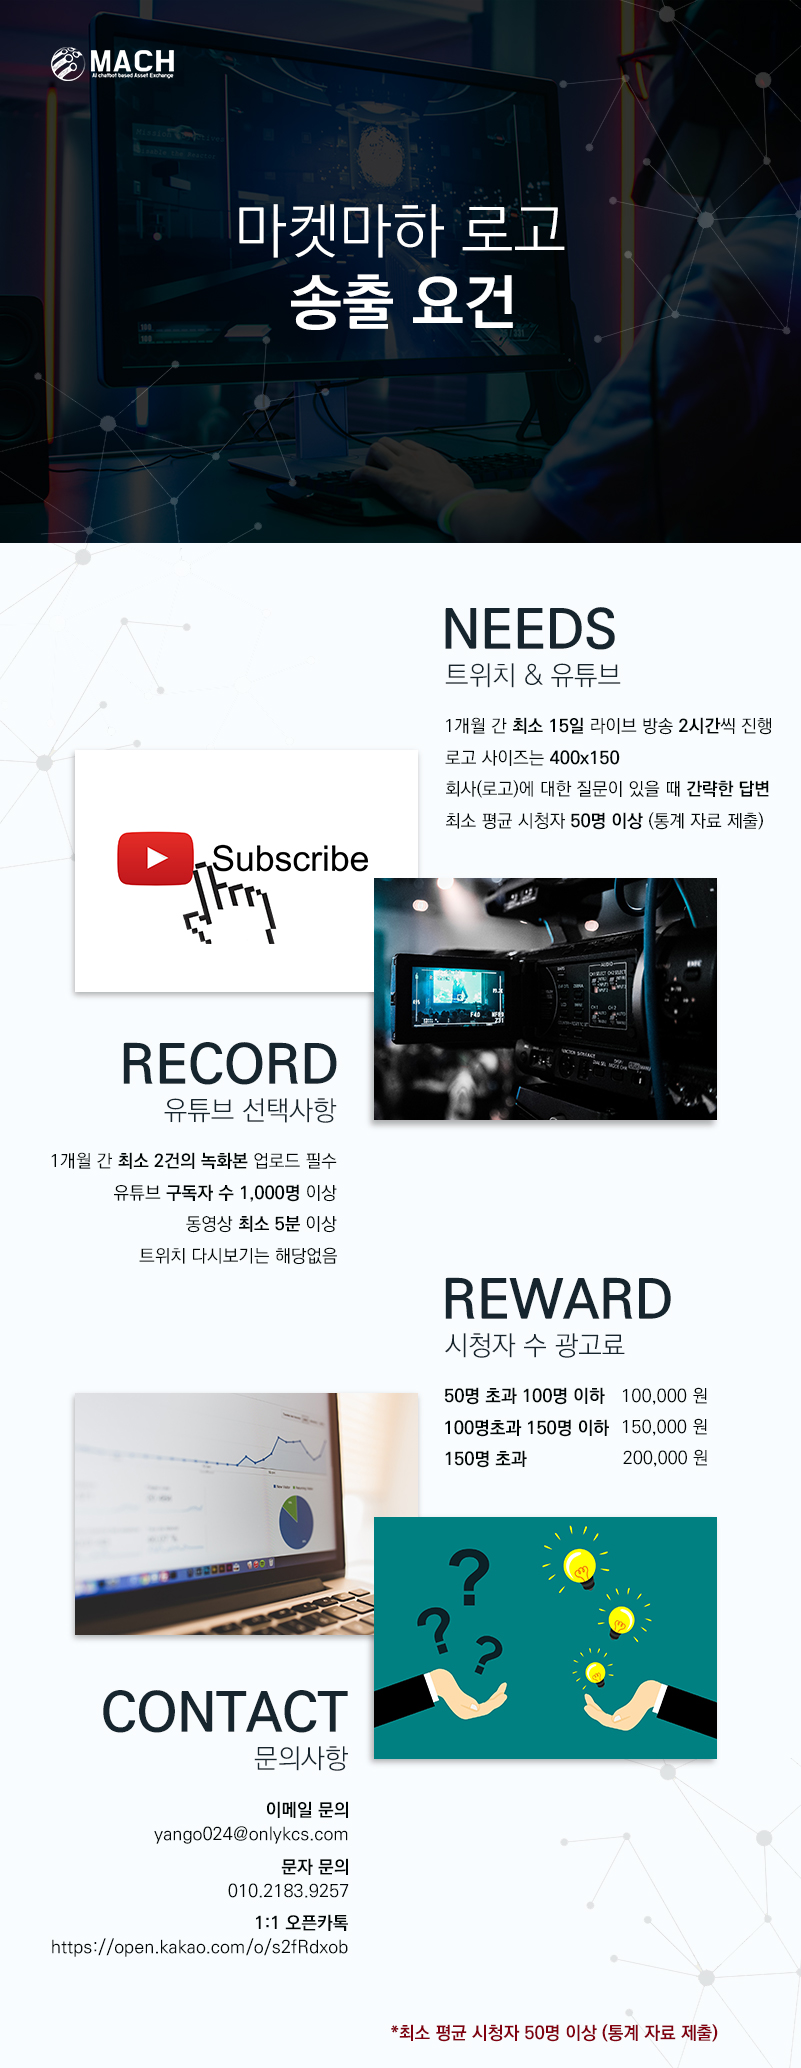 MACH
AI chatbot based Asset Exchange
마켓마하 로고
송출 요건
NEEDS
트위치 & 유튜브
1개월 간 최소 15일 라이브 방송 2시간씩 진행
로고 사이즈는 400x150
회사(로고)에 대한 질문이 있을 때 간략한 답변
최소 평균 시청자 50명 이상 (통계 자료 제출)
Subscribe
RECORD
유튜브 선택사항
1개월 간 최소 2건의 녹화본 업로드 필수
유튜브 구독자 수 1,000명 이상
동영상 최소 5분 이상
트위치 다시보기는 해당없음
REWARD
시청자 수 광고료
50명 초과 100명 이하 100,000 원
100명초과 150명 이하 150,000 원
150명 초과 200,000 원
CONTACT
문의사항
이메일 문의
yango024@onlykcs.com
문자 문의
010.2183.9257
1:1 오픈카톡
https://open.kakao.com/o/s2fRdxob
*최소 평균 시청자 50명 이상 (통계 자료 제출)